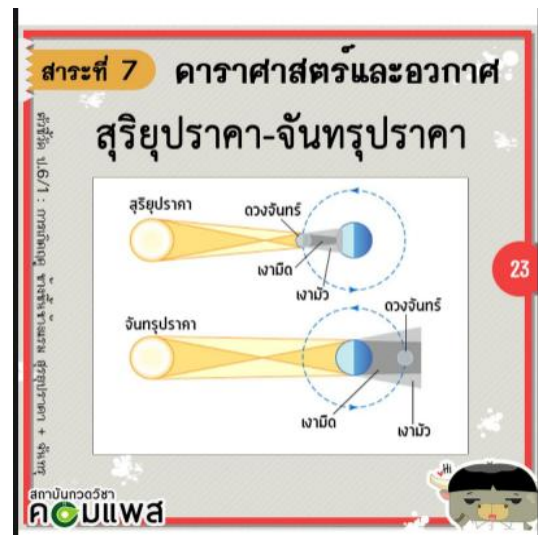 สาระที่ 7
ดาราศาสตร์และอวกาศ
สุริยุปราคา-จันทรุปราคา
สุริยุปราคา
ดวงจันทร์
เงามืด
เงามัว
จันทรุปราคา
ดวงจันทร์
เงามืด
เงามัว
23
Hi
สถาบันกวดวิชา
คอมแพส